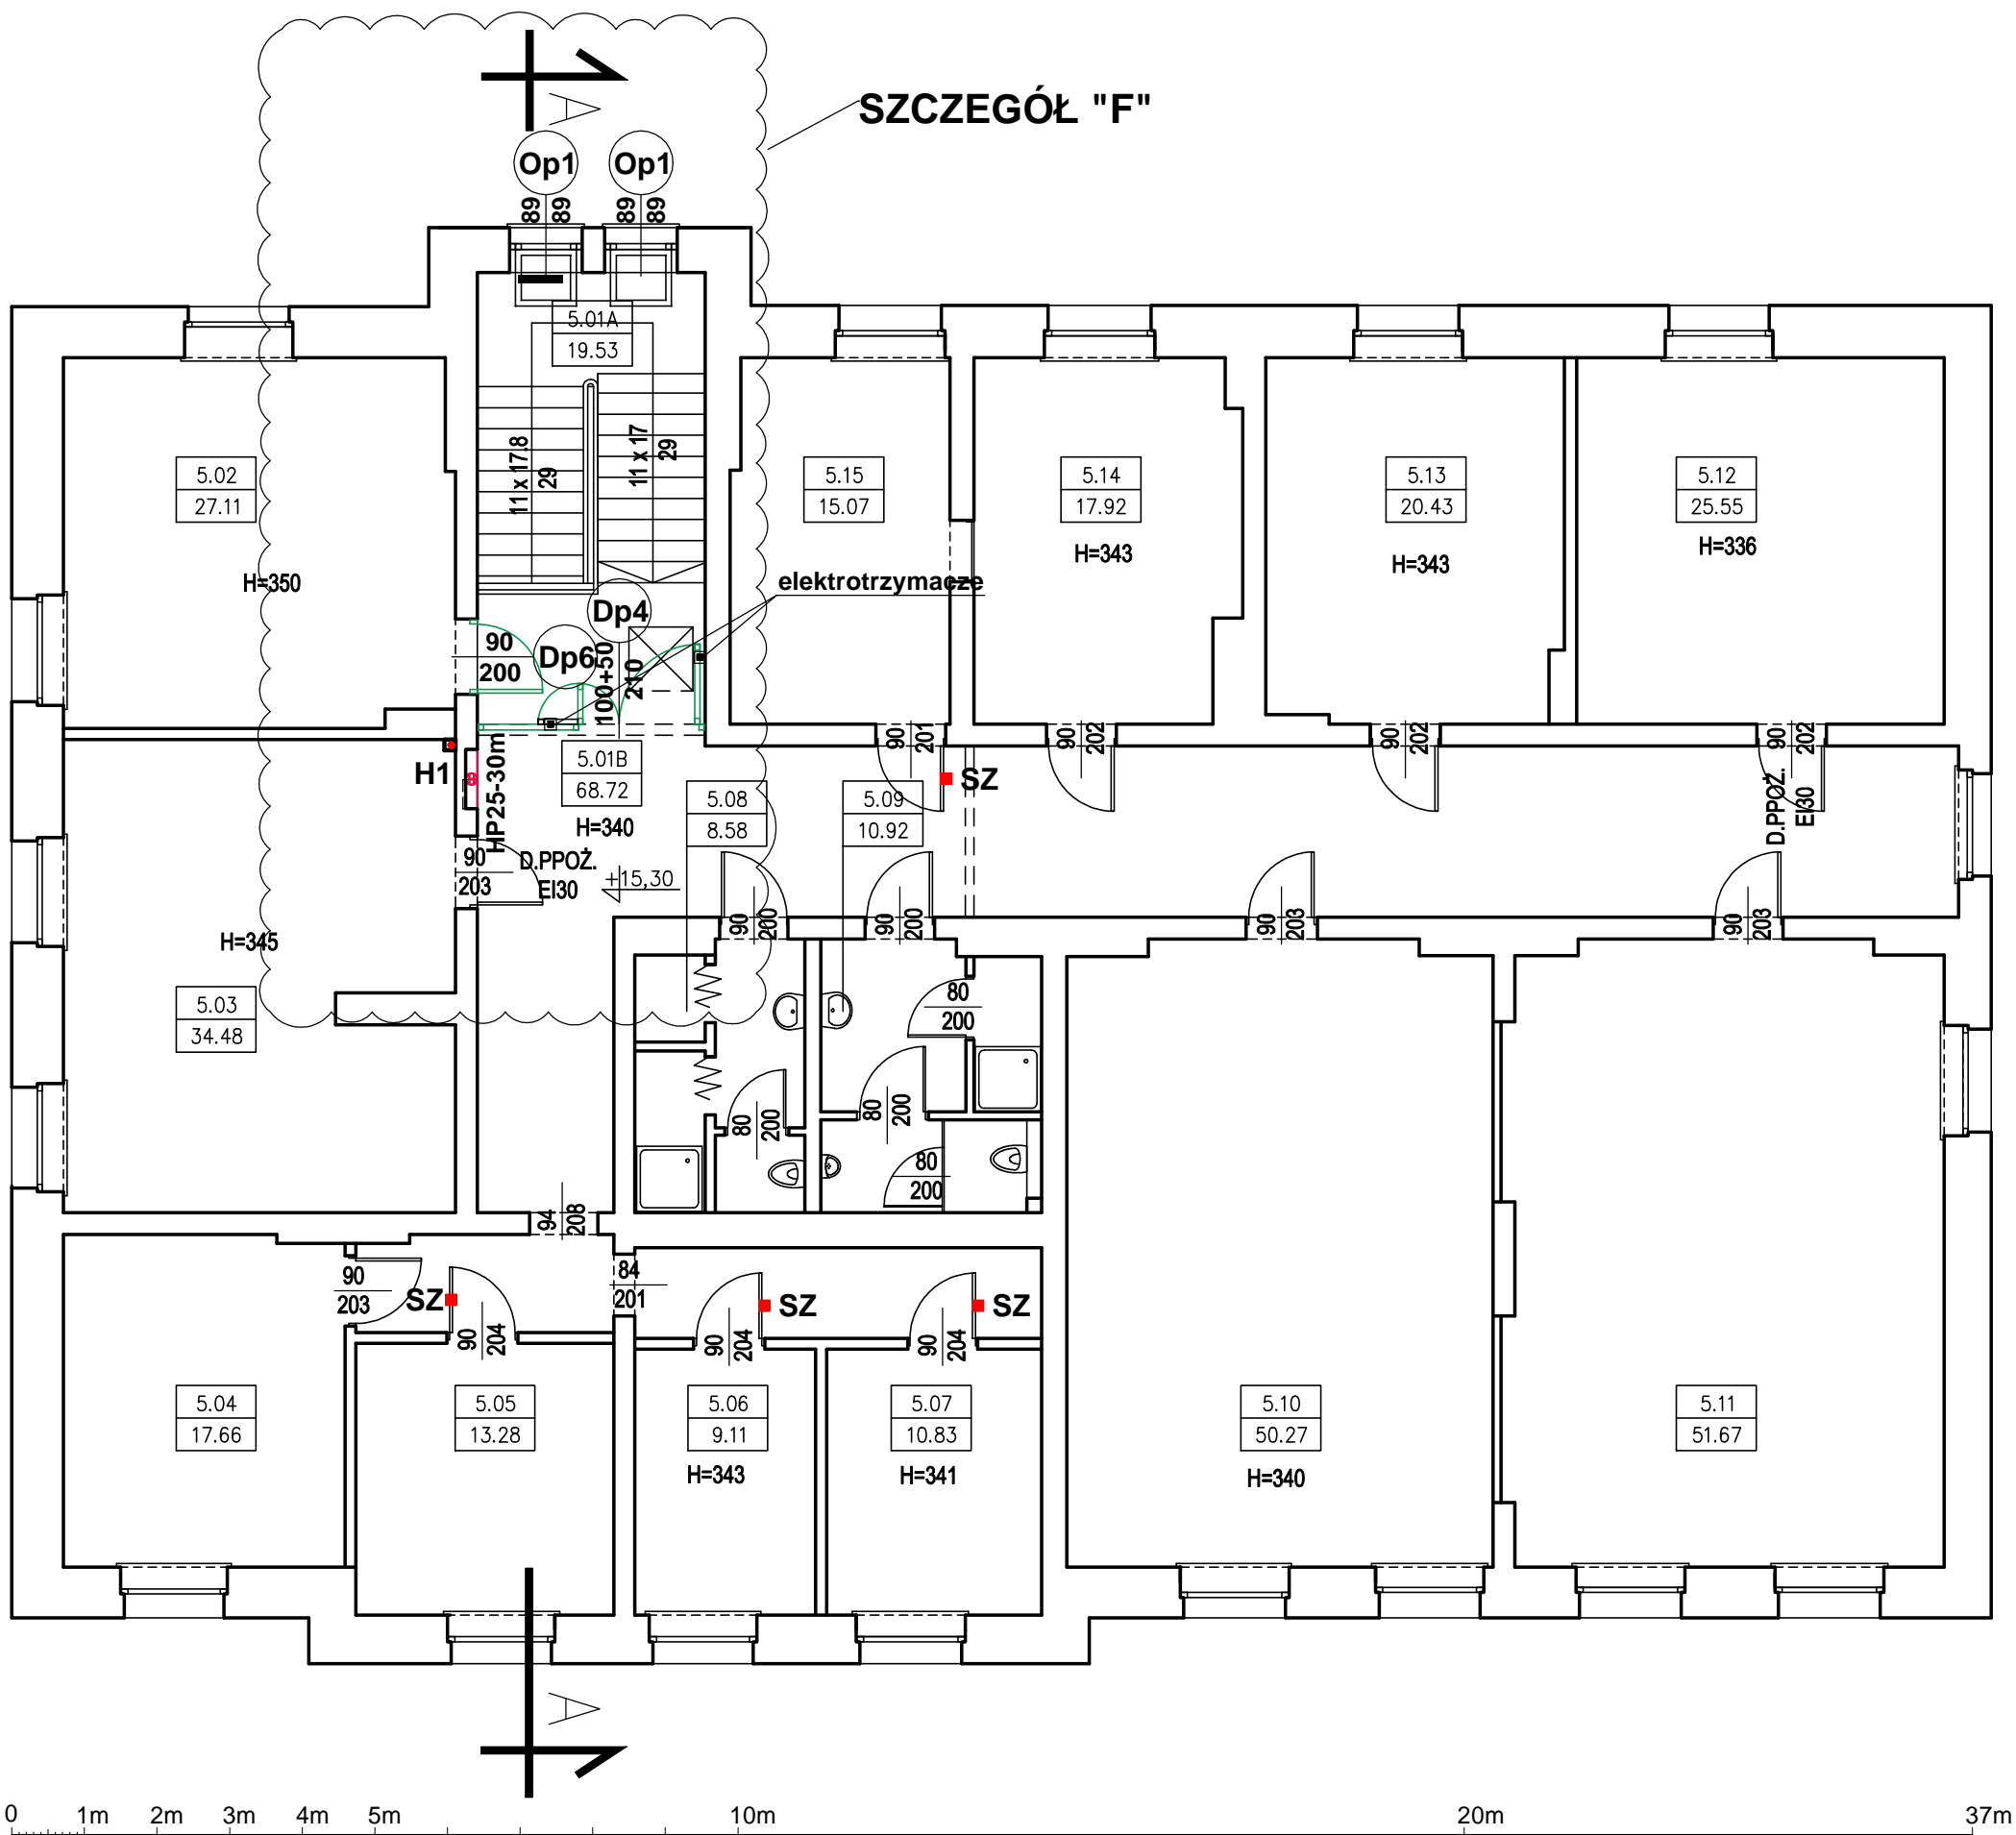 A
SZCZEGÓŁ "F"
Op1
Op1
89
89
89
89
5.01A
19.53
11 x 17.8
29
11 x 17
29
5.02
27.11
H=350
5.15
15.07
5.14
17.92
H=343
5.13
20.43
H=343
5.12
25.55
H=336
elektrotrzymacze
Dp4
Dp6
90
200
100+50
210
90
201
90
202
90
202
90
202
H1
HP25-30m
5.01B
68.72
H=340
5.08
8.58
5.09
10.92
SZ
D.PPOŻ.
EI30
90
203
D.PPOŻ.
EI30
+15,30
90
200
90
200
90
203
90
203
H=345
5.03
34.48
80
200
80
200
80
200
80
200
94
208
90
203
SZ
84
201
SZ
SZ
90
204
90
204
90
204
5.04
17.66
5.05
13.28
5.06
9.11
H=343
5.07
10.83
H=341
5.10
50.27
H=340
5.11
51.67
A
0
1m
2m
3m
4m
5m
10m
20m
37m